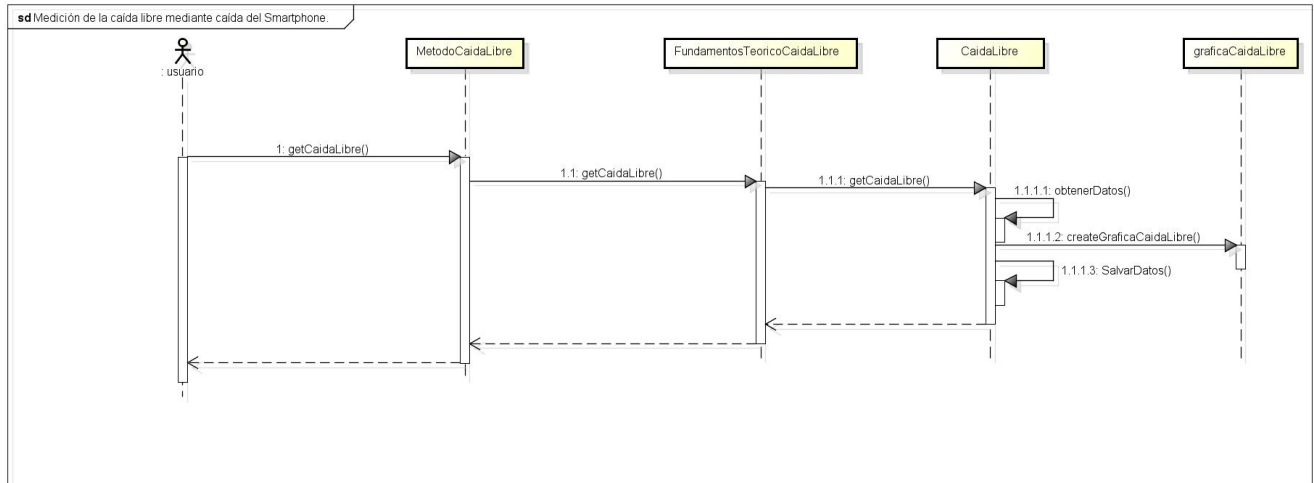 sd Medición de la caída libre mediante caída del Smartphone.
: usuario
MetodoCaidaLibre
FundamentosTeoricoCaidaLibre
CaidaLibre
graficaCaidaLibre
1: getCaidaLibre()
1.1: getCaidaLibre()
1.1.1: getCaidaLibre()
1.1.1.1: obtenerDatos()
1.1.1.2: createGraficaCaidaLibre()
1.1.1.3: SalvarDatos()